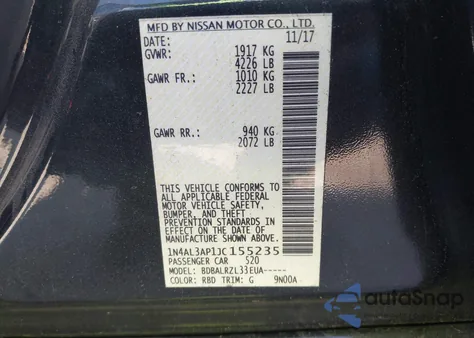 MFD BY NISSAN MOTOR CO., LTD.
DATE: 11/17
GVWR: 1917 KG
4226 LB
GAWR FR.: 1010 KG
2227 LB
GAWR RR.: 940 KG
2072 LB
THIS VEHICLE CONFORMS TO
ALL APPLICABLE FEDERAL
MOTOR VEHICLE SAFETY,
BUMPER, AND THEFT
PREVENTION STANDARDS IN
EFFECT ON THE DATE OF
MANUFACTURE SHOWN ABOVE.
1N4AL3AP1JC155235
PASSENGER CAR 520
MODEL: BDBALRZL33EUA-----
COLOR: RBD TRIM: G 9N00A
AutoSnap